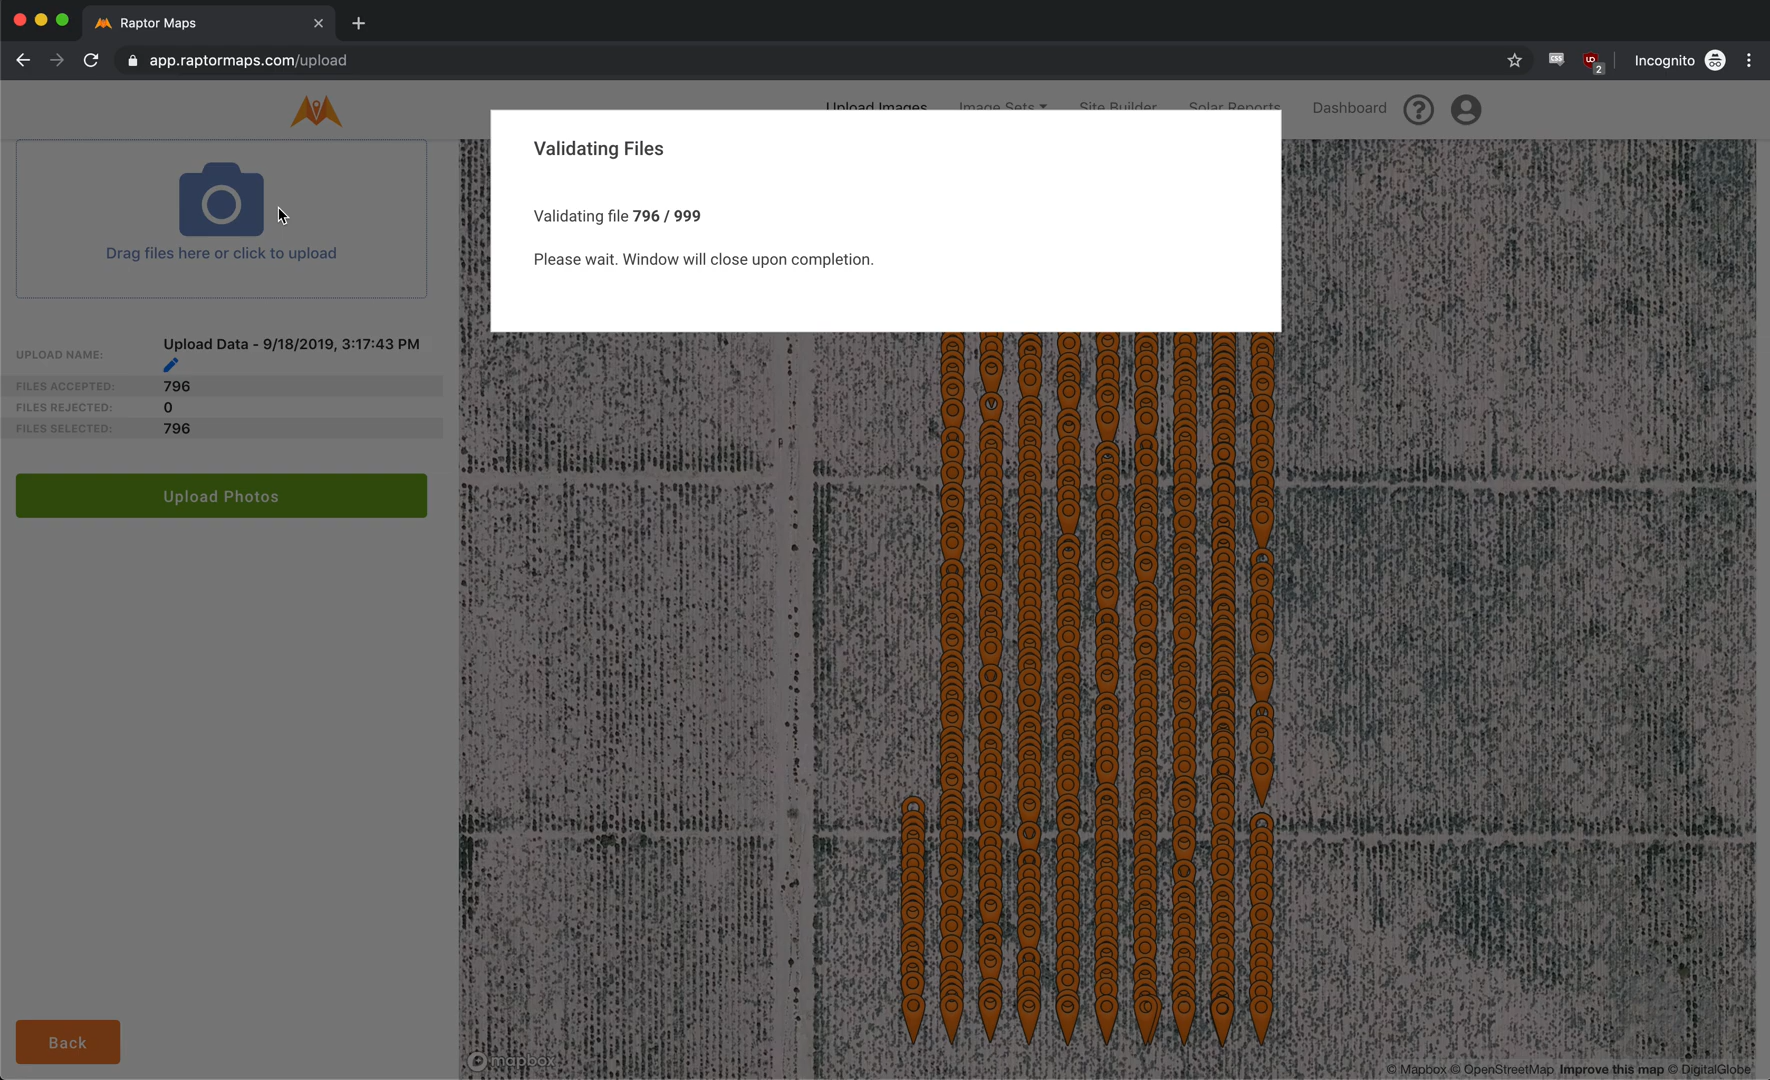 Raptor Maps
app.raptormaps.com/upload
CSS
UD
2
Incognito
Upload Images
Image Sets
Site Builder
Solar Reports
Dashboard
?
Validating Files
Validating file 796 / 999
Please wait. Window will close upon completion.
Drag files here or click to upload
UPLOAD NAME:
Upload Data - 9/18/2019, 3:17:43 PM
FILES ACCEPTED:
796
FILES REJECTED:
0
FILES SELECTED:
796
Upload Photos
Back
mapbox
© Mapbox © OpenStreetMap Improve this map © DigitalGlobe